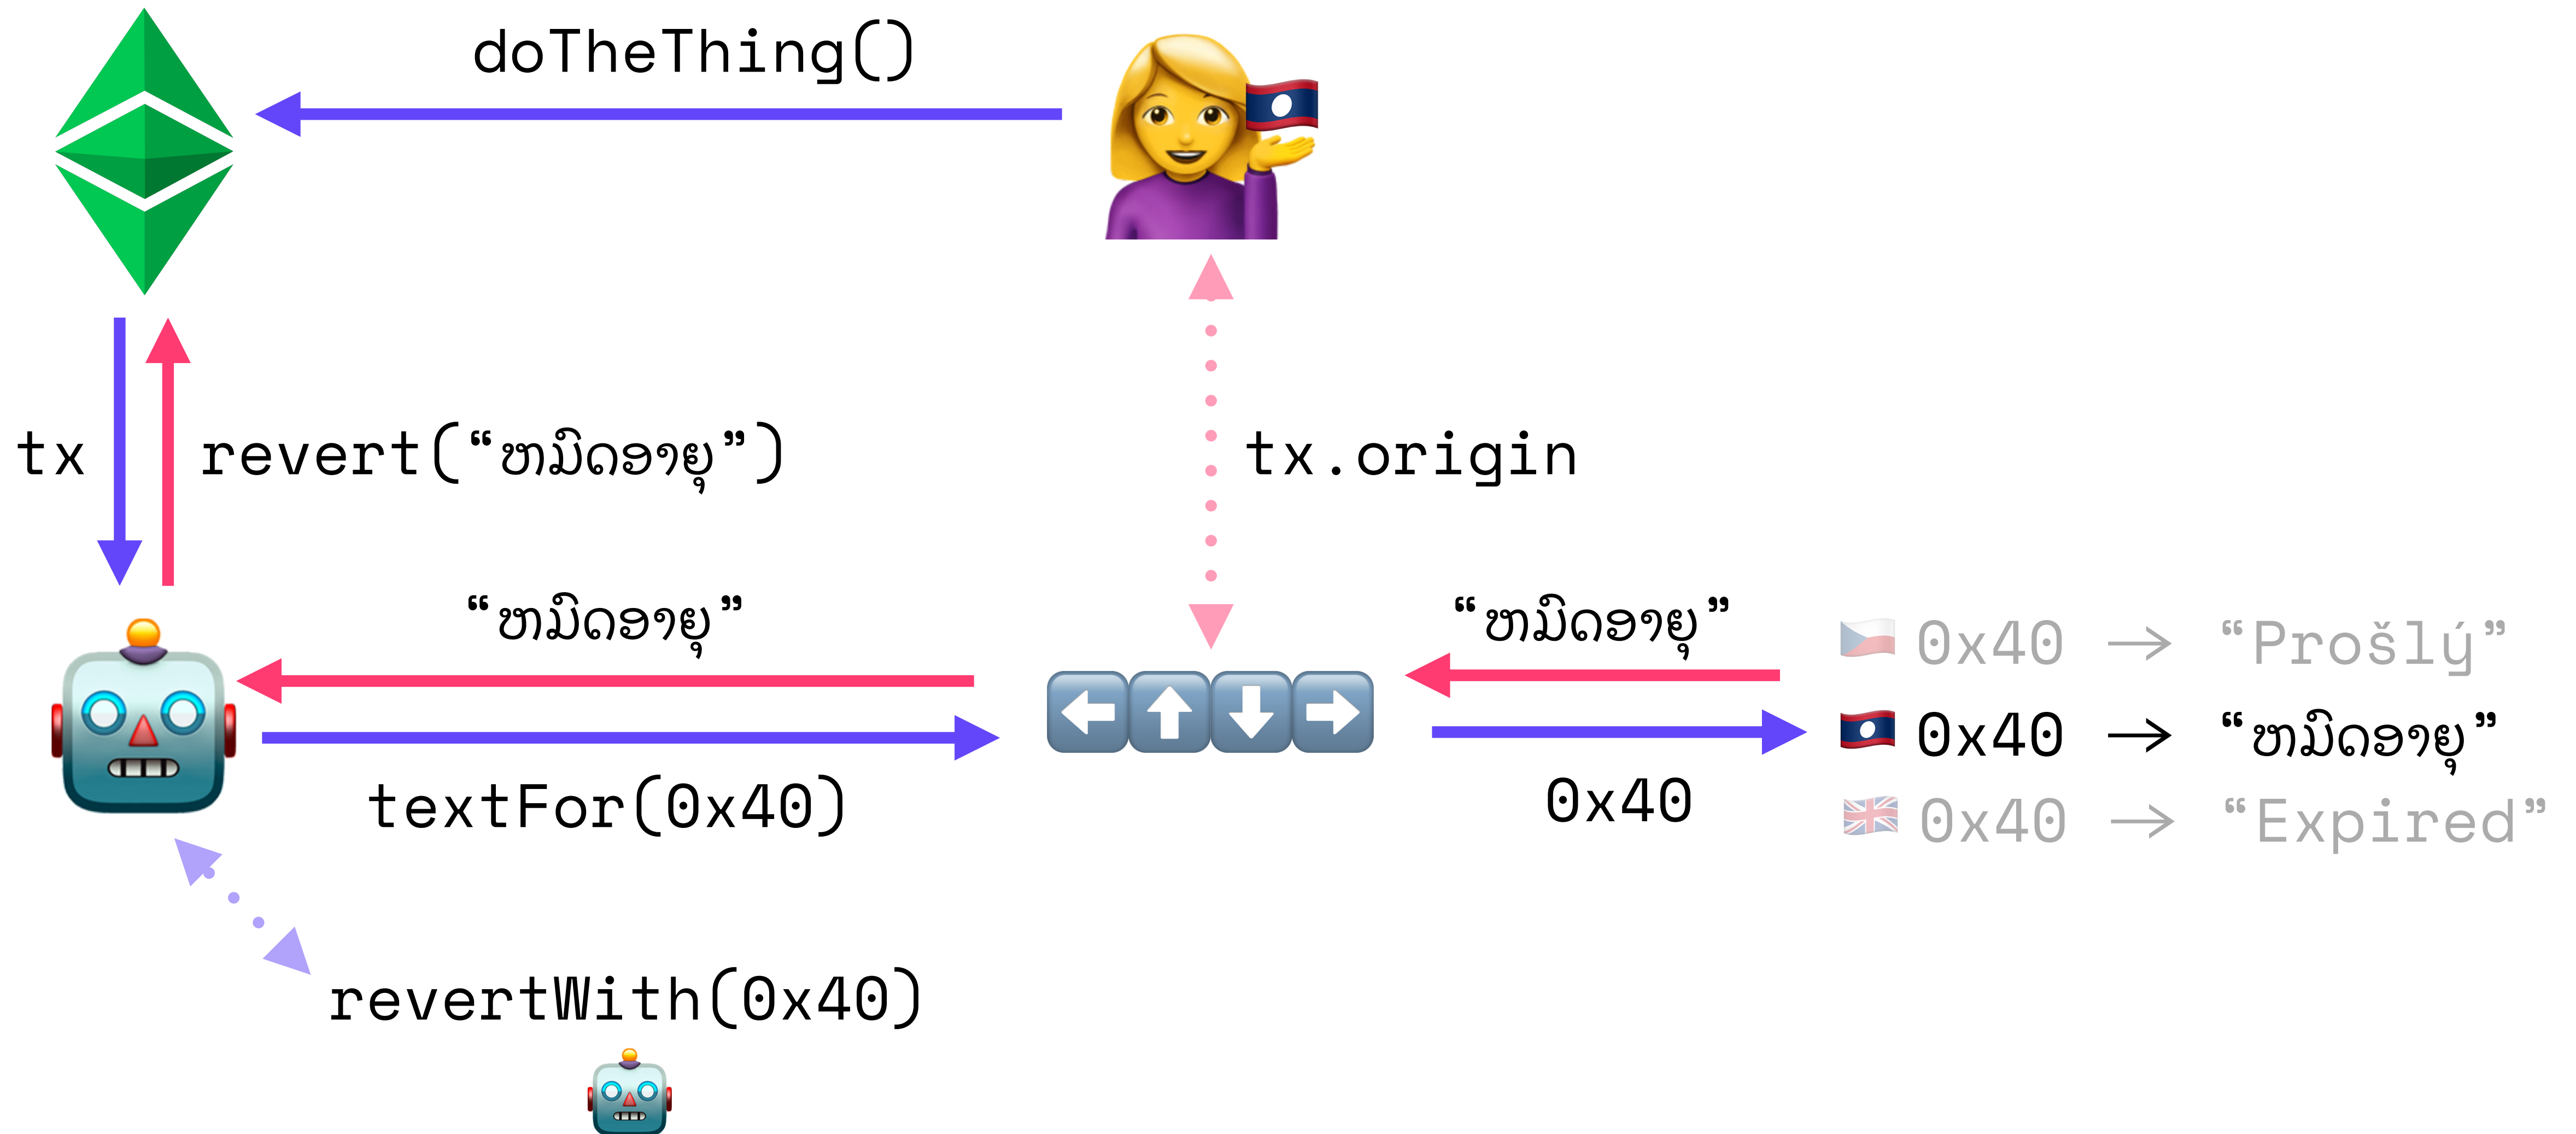 doTheThing()
tx
revert(“ຫມົດອາຍຸ”)
tx.origin
“ຫມົດອາຍຸ”
“ຫມົດອາຍຸ”
0x40 → “Prošlý”
0x40 → “ຫມົດອາຍຸ”
textFor(0x40)
0x40
0x40 → “Expired”
revertWith(0x40)